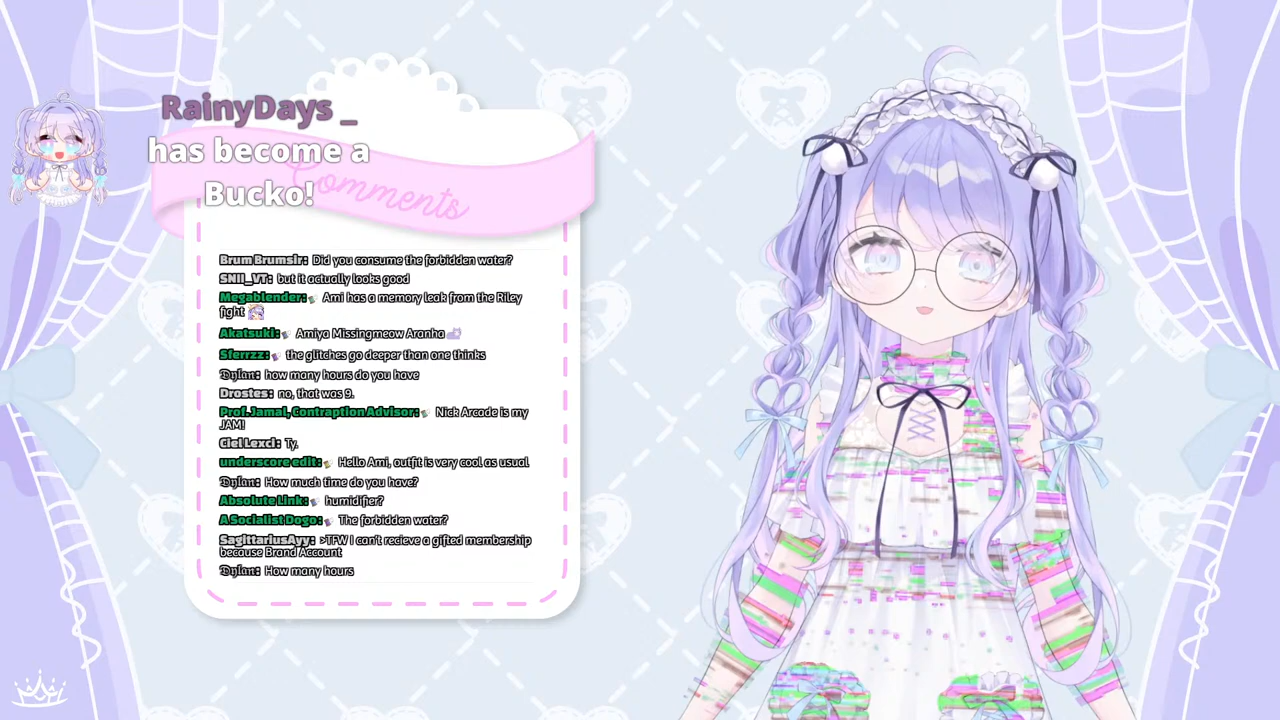 RainyDays _
has become a
Bucko!
Comments
Brum Brumsir: Did you consume the forbidden water?
SNII_VT: but it actually looks good
Megablender: Ami has a memory leak from the Riley
fight
Akatsuki: Amiya Missingmeow Aranha
Sferrzz: the glitches go deeper than one thinks
Dylan: how many hours do you have
Drostes: no, that was 9.
Prof. Jamal, Contraption Advisor: Nick Arcade is my
JAM!
Ciel Lexci: Ty.
underscore edit: Hello Ami, outfit is very cool as usual
Dylan: How much time do you have?
Absolute Link: humidifier?
A Socialist Dogo: The forbidden water?
SagittariusAyy: >TFW I can't recieve a gifted membership
because Brand Account
Dylan: How many hours